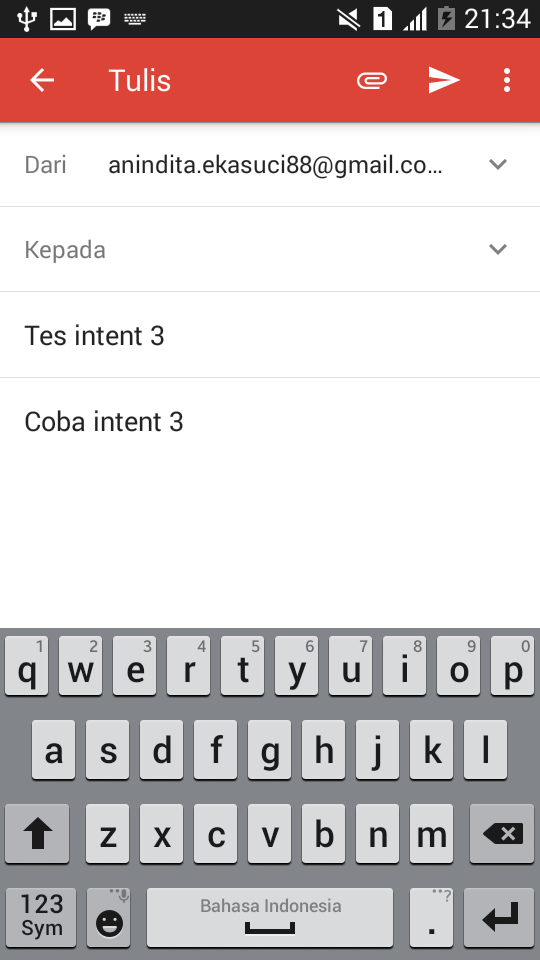 21:34
Tulis
Dari anindita.ekasuci88@gmail.co...
Kepada
Tes intent 3
Coba intent 3
1 2 3 4 5 6 7 8 9 0
q w e r t y u i o p
a s d f g h j k l
z x c v b n m
123 Sym Bahasa Indonesia . ?